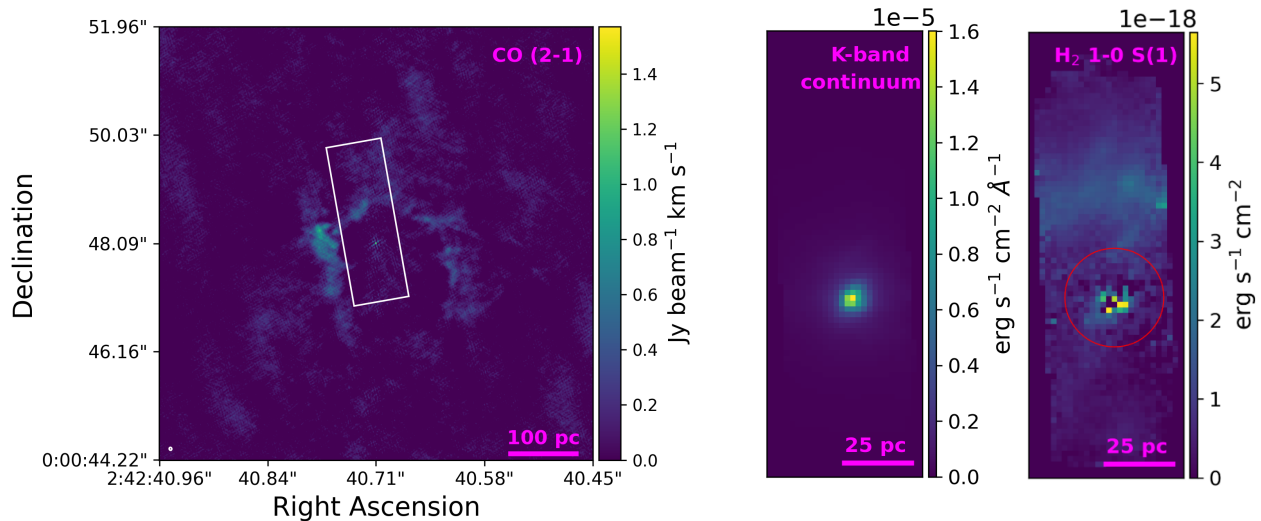 51.96"
50.03"
48.09"
46.16"
0:00:44.22"
2:42:40.96"
40.84"
40.71"
40.58"
40.45"
Declination
Right Ascension
CO (2-1)
100 pc
1.4
1.2
1.0
0.8
0.6
0.4
0.2
0.0
Jy beam⁻¹ km s⁻¹
1e−5
K-band
continuum
25 pc
1.6
1.4
1.2
1.0
0.8
0.6
0.4
0.2
0.0
erg s⁻¹ cm⁻² Å⁻¹
1e−18
H₂ 1-0 S(1)
25 pc
5
4
3
2
1
0
erg s⁻¹ cm⁻²